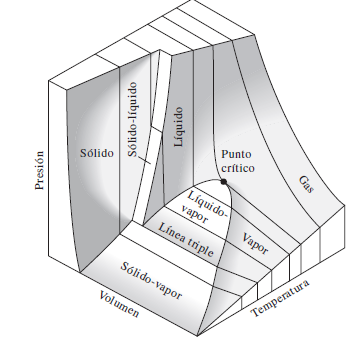 Presión
Sólido
Sólido-líquido
Líquido
Punto
crítico
Gas
Líquido-
vapor
Vapor
Línea triple
Sólido-vapor
Volumen
Temperatura